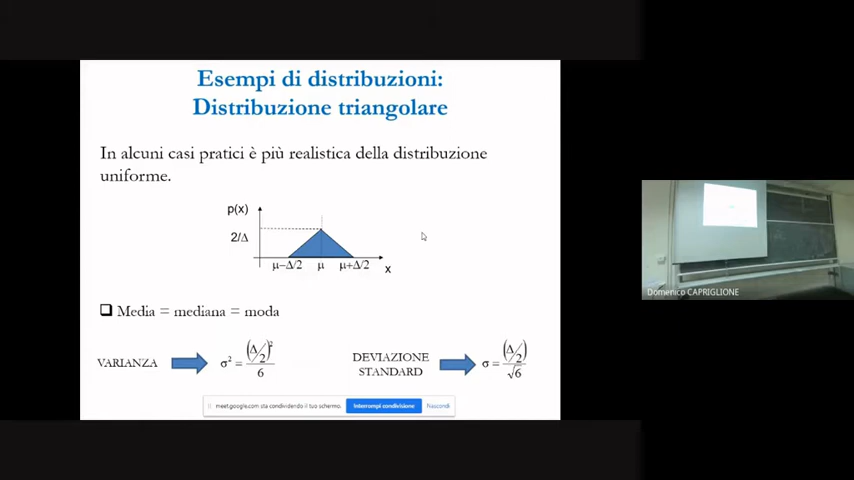 Esempi di distribuzioni:
Distribuzione triangolare
In alcuni casi pratici è più realistica della distribuzione
uniforme.
p(x)
2/Δ
μ−Δ/2 μ μ+Δ/2 x
❑ Media = mediana = moda
VARIANZA σ² = (Δ/2)² / 6
DEVIAZIONE
STANDARD σ = (Δ/2) / √6
meet.google.com sta condividendo il tuo schermo. Interrompi condivisione Nascondi
Domenico CAPRIGLIONE